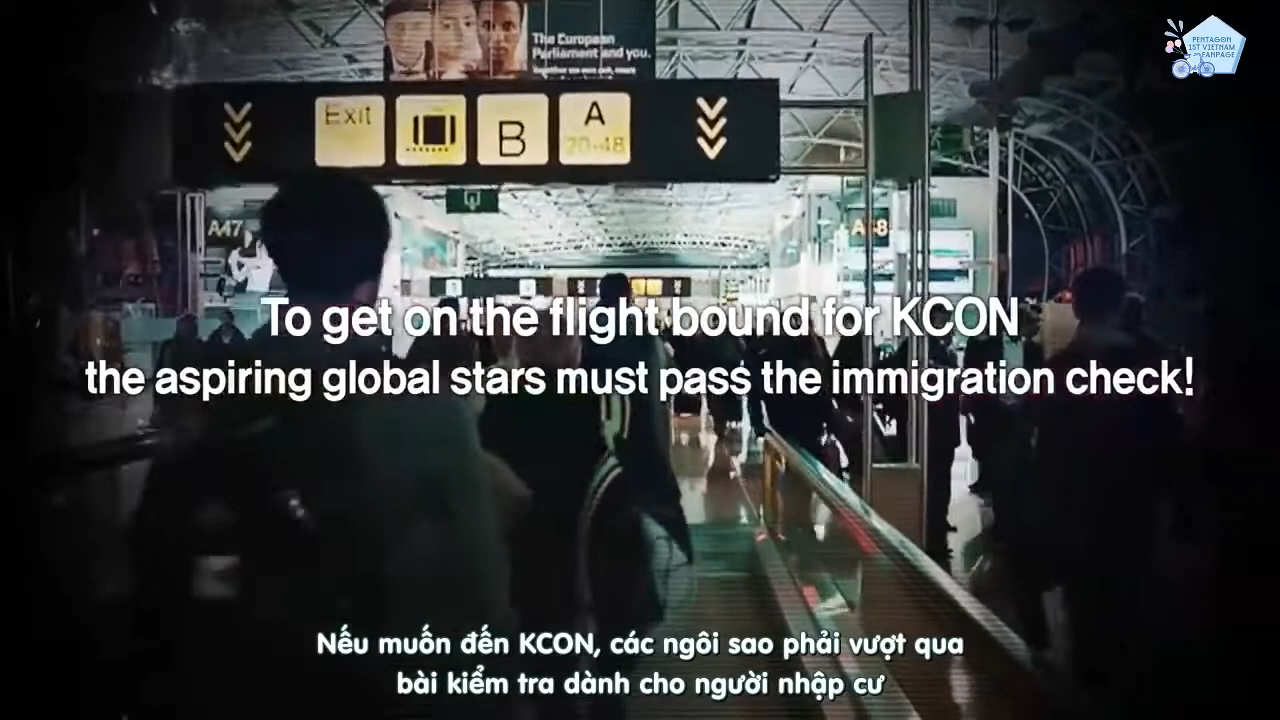 The European
Parliament and you.
PENTAGON
1ST VIETNAM
FANPAGE
Exit
B
A
20-48
A47
To get on the flight bound for KCON
the aspiring global stars must pass the immigration check!
Nếu muốn đến KCON, các ngôi sao phải vượt qua
bài kiểm tra dành cho người nhập cư